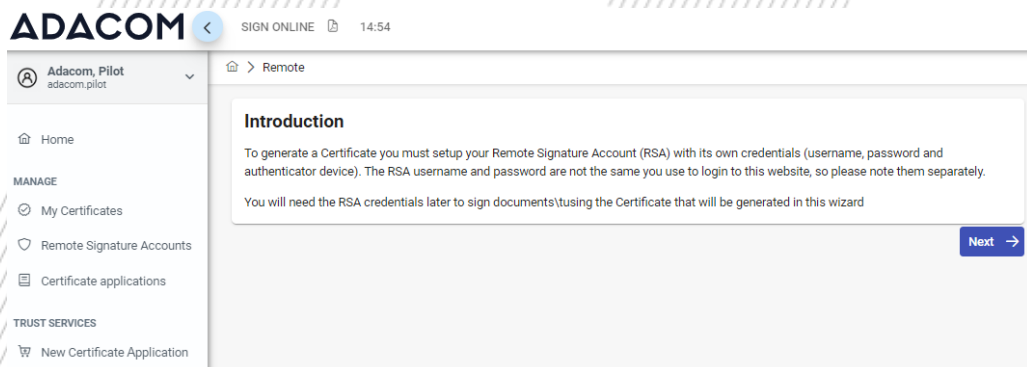 ADACOM
SIGN ONLINE 14:54
Adacom, Pilot
adacom.pilot
Home
MANAGE
My Certificates
Remote Signature Accounts
Certificate applications
TRUST SERVICES
New Certificate Application
> Remote
Introduction
To generate a Certificate you must setup your Remote Signature Account (RSA) with its own credentials (username, password and
authenticator device). The RSA username and password are not the same you use to login to this website, so please note them separately.
You will need the RSA credentials later to sign documents\tusing the Certificate that will be generated in this wizard
Next →